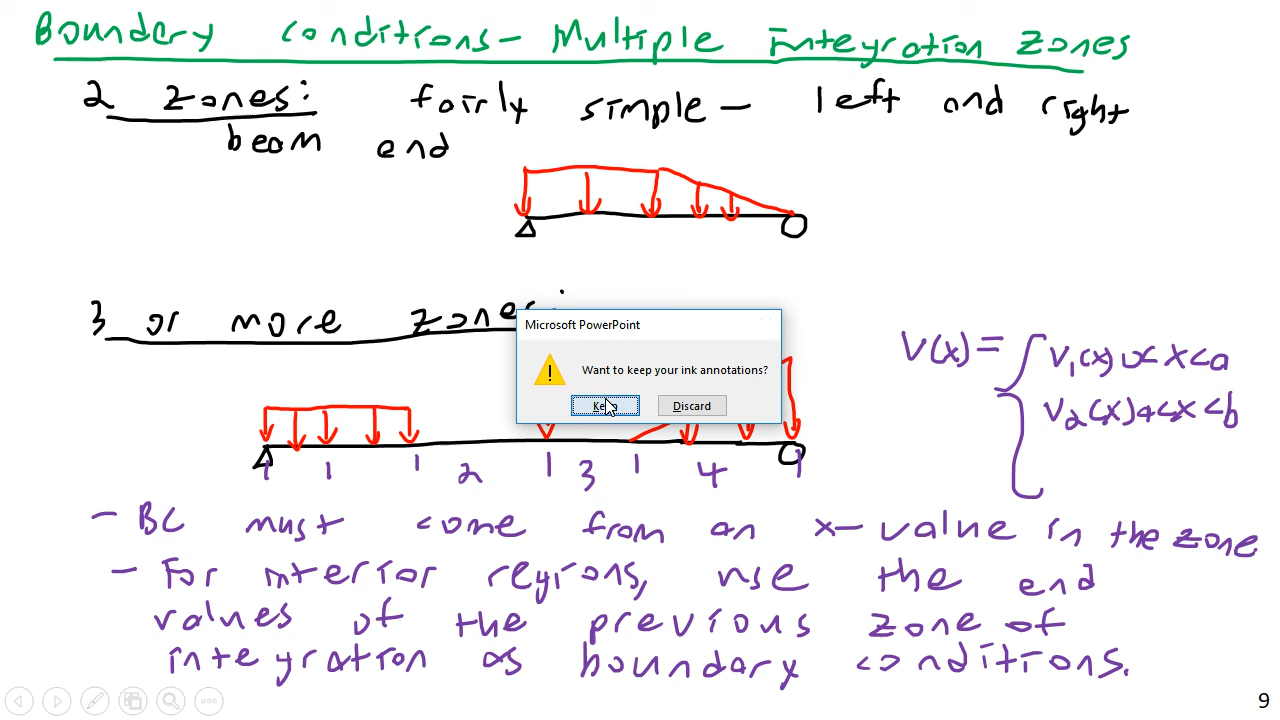 Boundary conditions- Multiple Integration Zones
2 zones: fairly simple - left and right
beam end
3 or more zones:
Microsoft PowerPoint
Want to keep your ink annotations?
Keep Discard
V(x) = V1(x) 0<x<a
V2(x) a<x<b
1 2 3 4
- BC must come from an x-value in the zone
- For interior regions, use the end
values of the previous zone of
integration as boundary conditions.
9